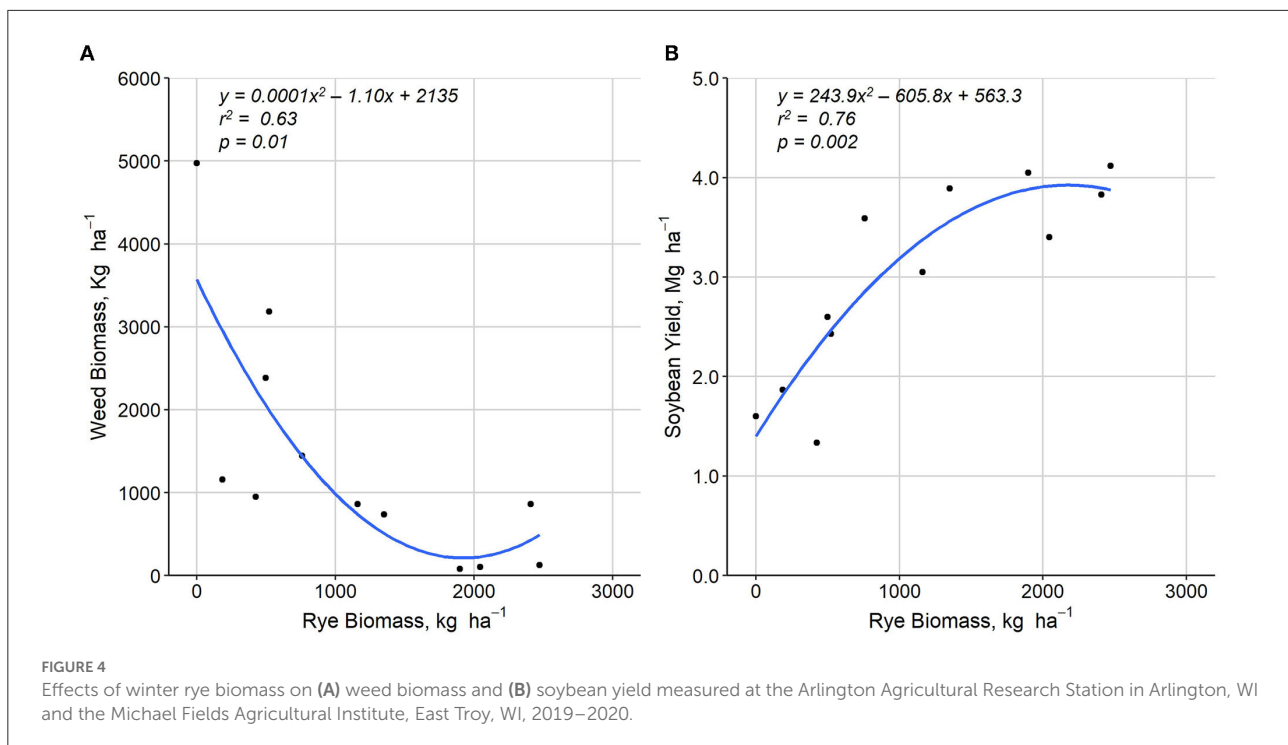 A
y = 0.0001x² – 1.10x + 2135
r² = 0.63
p = 0.01
6000
5000
4000
3000
2000
1000
0
Weed Biomass, Kg ha⁻¹
0 1000 2000 3000
Rye Biomass, kg ha⁻¹
B
y = 243.9x² – 605.8x + 563.3
r² = 0.76
p = 0.002
5.0
4.0
3.0
2.0
1.0
0.0
Soybean Yield, Mg ha⁻¹
0 1000 2000 3000
Rye Biomass, kg ha⁻¹
FIGURE 4
Effects of winter rye biomass on (A) weed biomass and (B) soybean yield measured at the Arlington Agricultural Research Station in Arlington, WI
and the Michael Fields Agricultural Institute, East Troy, WI, 2019–2020.